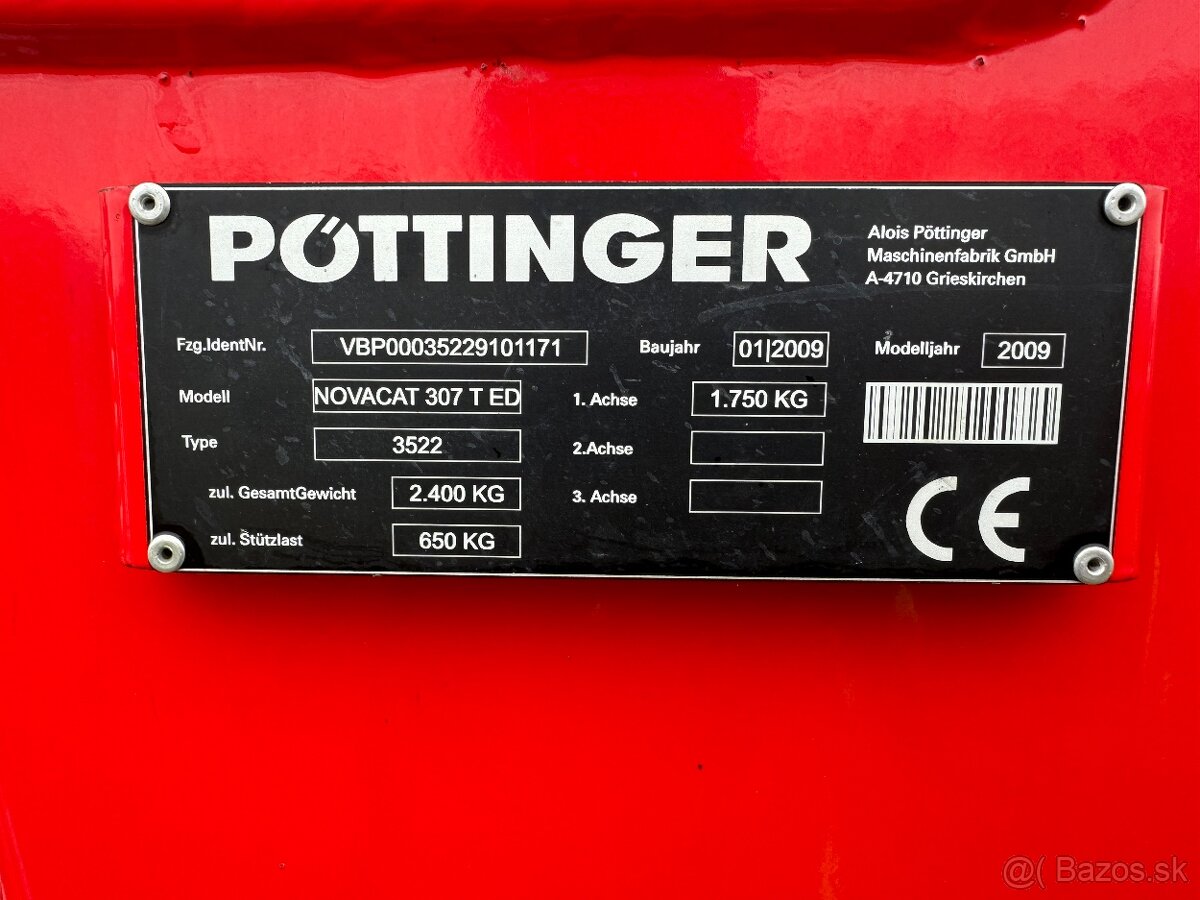 PÖTTINGER
Alois Pöttinger
Maschinenfabrik GmbH
A-4710 Grieskirchen
Fzg.IdentNr. VBP00035229101171 Baujahr 01|2009 Modelljahr 2009
Modell NOVACAT 307 T ED 1. Achse 1.750 KG
Type 3522 2.Achse
zul. GesamtGewicht 2.400 KG 3. Achse
zul. Stützlast 650 KG
CE
@( Bazos.sk